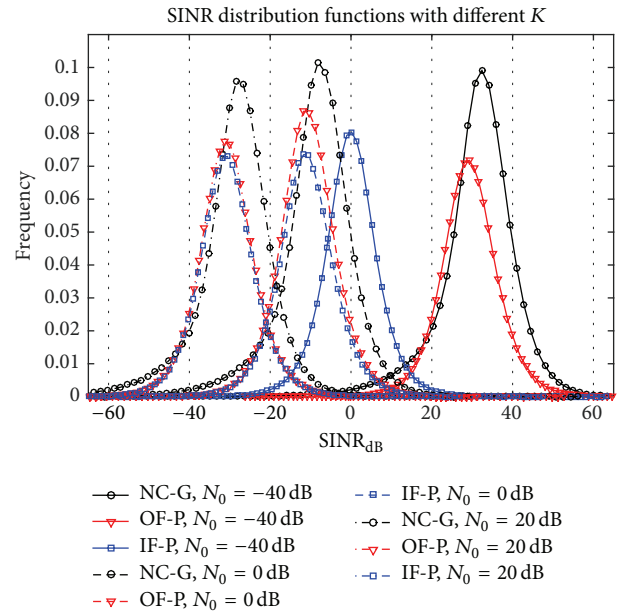 SINR distribution functions with different K
0.1
0.09
0.08
0.07
0.06
0.05
0.04
0.03
0.02
0.01
0
Frequency
−60 −40 −20 0 20 40 60
SINR_dB
NC-G, N_0 = −40 dB
OF-P, N_0 = −40 dB
IF-P, N_0 = −40 dB
NC-G, N_0 = 0 dB
OF-P, N_0 = 0 dB
IF-P, N_0 = 0 dB
NC-G, N_0 = 20 dB
OF-P, N_0 = 20 dB
IF-P, N_0 = 20 dB